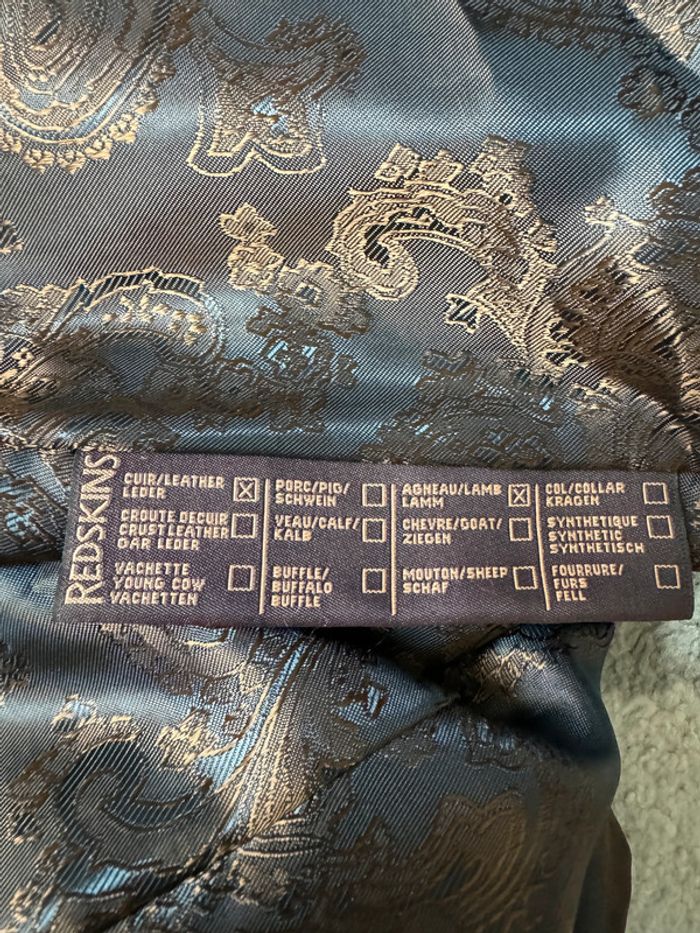 REDSKINS
CUIR/LEATHER
LEDER
CROUTE DECUIR
CRUST LEATHER
GAR LEDER
VACHETTE
YOUNG COW
VACHETTEN
PORC/PIG/
SCHWEIN
VEAU/CALF/
KALB
BUFFLE/
BUFFALO
BUFFLE
AGNEAU/LAMB
LAMM
CHEVRE/GOAT/
ZIEGEN
MOUTON/SHEEP
SCHAF
COL/COLLAR
KRAGEN
SYNTHETIQUE
SYNTHETIC
SYNTHETISCH
FOURRURE/
FURS
FELL